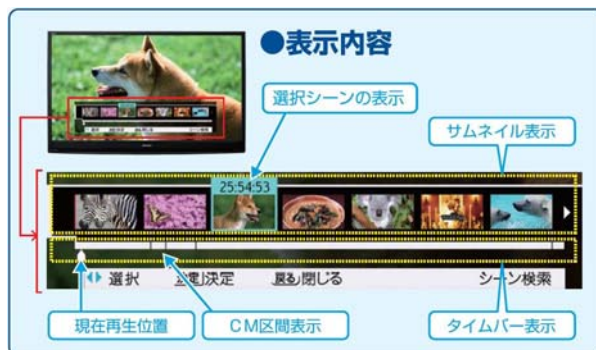 ●表示内容
選択シーンの表示
サムネイル表示
25:54:53
選択 決定 戻る閉じる シーン検索
現在再生位置
CM区間表示
タイムバー表示